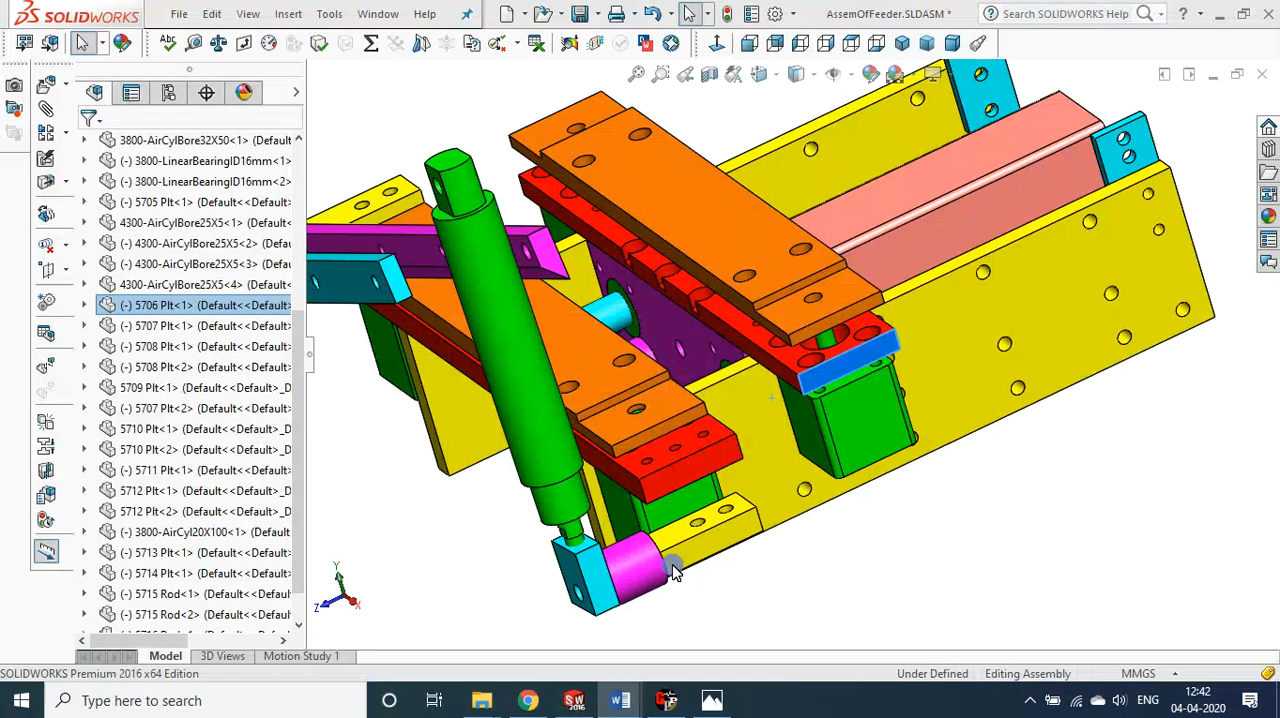 SOLIDWORKS
File Edit View Insert Tools Window Help
AssemOfFeeder.SLDASM *
Search SOLIDWORKS Help
3800-AirCylBore32X50<1> (Default
(-) 3800-LinearBearingID16mm<1>
(-) 3800-LinearBearingID16mm<2>
(-) 5705 Plt<1> (Default<<Default>
4300-AirCylBore25X5<1> (Defau
(-) 4300-AirCylBore25X5<2> (Defau
(-) 4300-AirCylBore25X5<3> (Defau
4300-AirCylBore25X5<4> (Defau
(-) 5706 Plt<1> (Default<<Default>
(-) 5707 Plt<1> (Default<<Default>
(-) 5708 Plt<1> (Default<<Default>
(-) 5708 Plt<2> (Default<<Default>
(-) 5709 Plt<1> (Default<<Default>_D
(-) 5707 Plt<2> (Default<<Default>
(-) 5710 Plt<1> (Default<<Default>_D
(-) 5710 Plt<2> (Default<<Default>_D
(-) 5711 Plt<1> (Default<<Default>_D
(-) 5712 Plt<1> (Default<<Default>_D
(-) 5712 Plt<2> (Default<<Default>_D
(-) 3800-AirCyl20X100<1> (Default
(-) 5713 Plt<1> (Default<<Default>
(-) 5714 Plt<1> (Default<<Default>
(-) 5715 Rod<1> (Default<<Default
(-) 5715 Rod<2> (Default<<Default
Y
Z
X
Model 3D Views Motion Study 1
SOLIDWORKS Premium 2016 x64 Edition
Under Defined Editing Assembly MMGS
Type here to search
ENG
12:42
04-04-2020